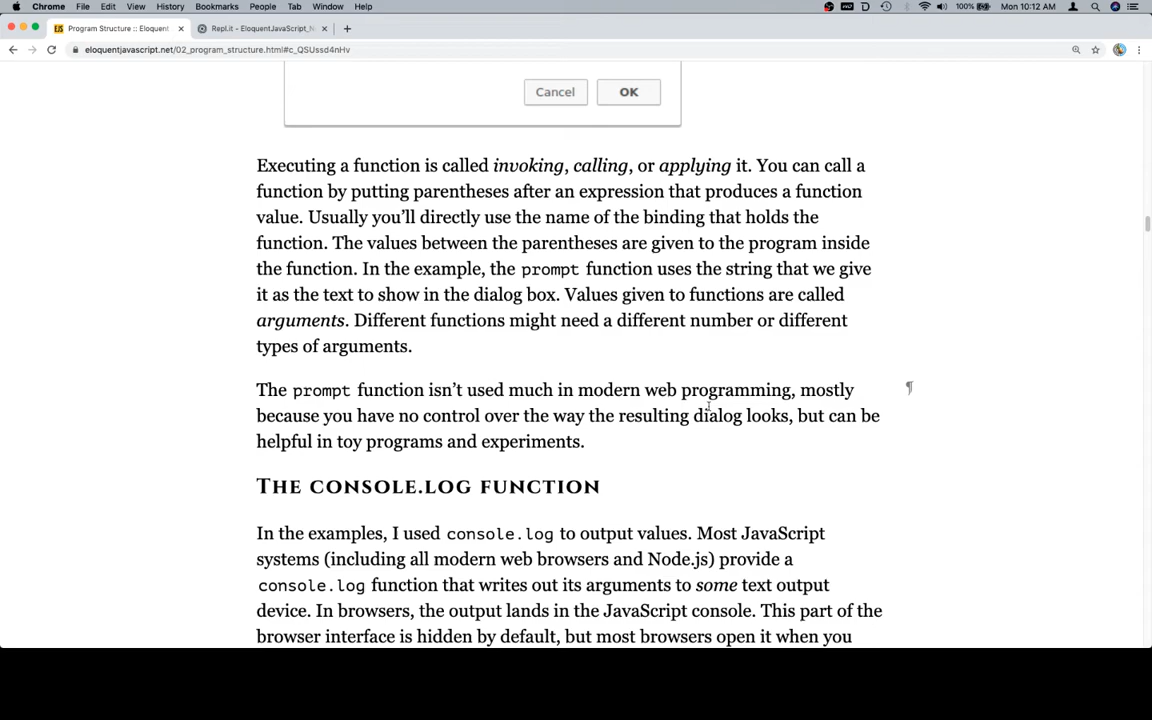 Chrome File Edit View History Bookmarks People Tab Window Help 100% Mon 10:12 AM
Program Structure :: Eloquent Repl.it - EloquentJavaScript_N
eloquentjavascript.net/02_program_structure.html#c_QSUssd4nHv
Cancel OK
Executing a function is called invoking, calling, or applying it. You can call a
function by putting parentheses after an expression that produces a function
value. Usually you’ll directly use the name of the binding that holds the
function. The values between the parentheses are given to the program inside
the function. In the example, the prompt function uses the string that we give
it as the text to show in the dialog box. Values given to functions are called
arguments. Different functions might need a different number or different
types of arguments.
The prompt function isn’t used much in modern web programming, mostly ¶
because you have no control over the way the resulting dialog looks, but can be
helpful in toy programs and experiments.
The console.log function
In the examples, I used console.log to output values. Most JavaScript
systems (including all modern web browsers and Node.js) provide a
console.log function that writes out its arguments to some text output
device. In browsers, the output lands in the JavaScript console. This part of the
browser interface is hidden by default, but most browsers open it when you